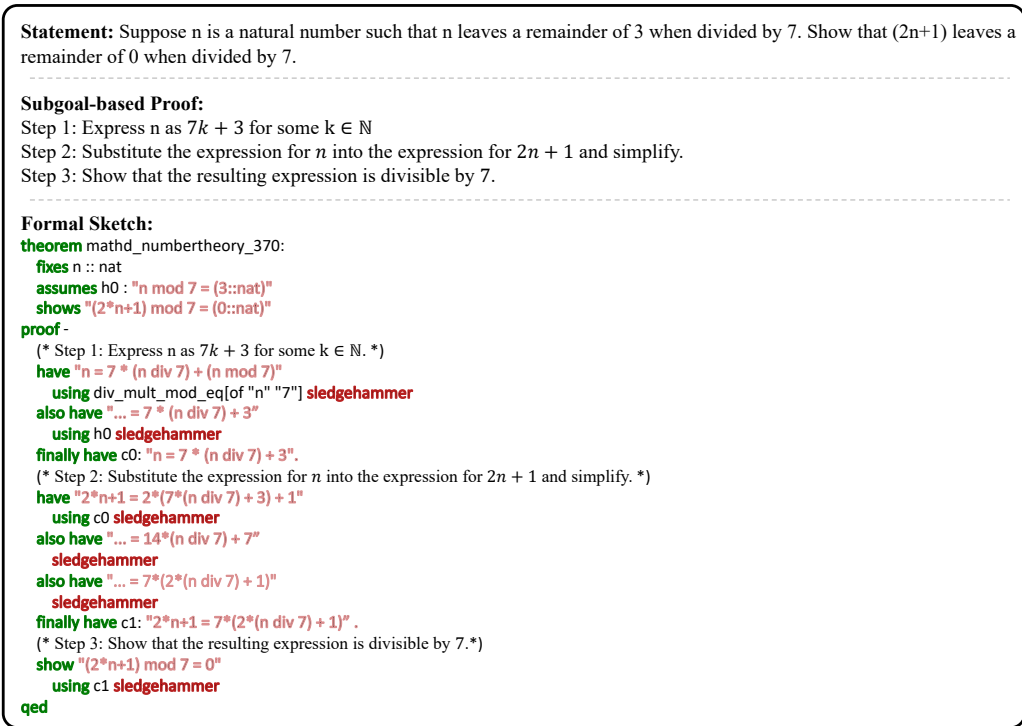 Statement: Suppose n is a natural number such that n leaves a remainder of 3 when divided by 7. Show that (2n+1) leaves a
remainder of 0 when divided by 7.
Subgoal-based Proof:
Step 1: Express n as 7k + 3 for some k ∈ ℕ
Step 2: Substitute the expression for n into the expression for 2n + 1 and simplify.
Step 3: Show that the resulting expression is divisible by 7.
Formal Sketch:
theorem mathd_numbertheory_370:
fixes n :: nat
assumes h0 : "n mod 7 = (3::nat)"
shows "(2*n+1) mod 7 = (0::nat)"
proof -
(* Step 1: Express n as 7k + 3 for some k ∈ ℕ. *)
have "n = 7 * (n div 7) + (n mod 7)"
using div_mult_mod_eq[of "n" "7"] sledgehammer
also have "... = 7 * (n div 7) + 3"
using h0 sledgehammer
finally have c0: "n = 7 * (n div 7) + 3".
(* Step 2: Substitute the expression for n into the expression for 2n + 1 and simplify. *)
have "2*n+1 = 2*(7*(n div 7) + 3) + 1"
using c0 sledgehammer
also have "... = 14*(n div 7) + 7"
sledgehammer
also have "... = 7*(2*(n div 7) + 1)"
sledgehammer
finally have c1: "2*n+1 = 7*(2*(n div 7) + 1)" .
(* Step 3: Show that the resulting expression is divisible by 7.*)
show "(2*n+1) mod 7 = 0"
using c1 sledgehammer
qed